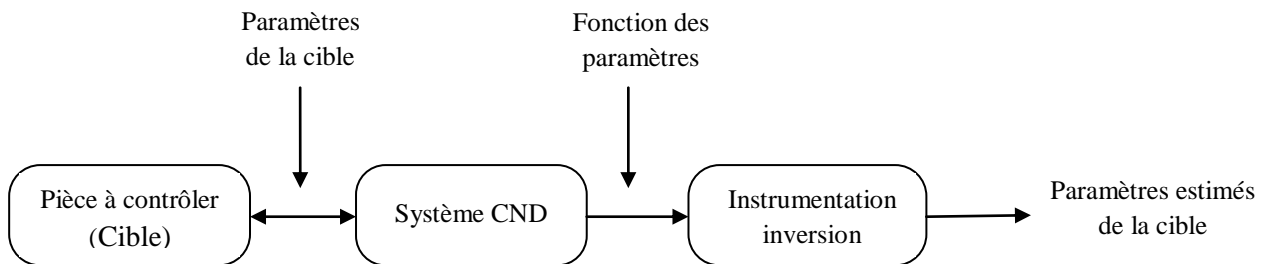 Paramètres
de la cible
Fonction des
paramètres
Pièce à contrôler
(Cible)
Système CND
Instrumentation
inversion
Paramètres estimés
de la cible